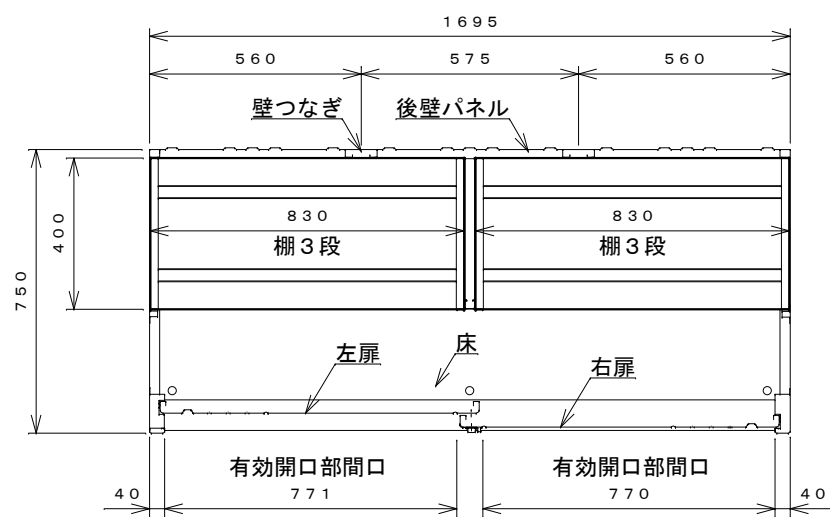 1695
560 575 560
壁つなぎ 後壁パネル
830 830
400
棚3段 棚3段
750
床
左扉 右扉
有効開口部間口 有効開口部間口
40 771 770 40